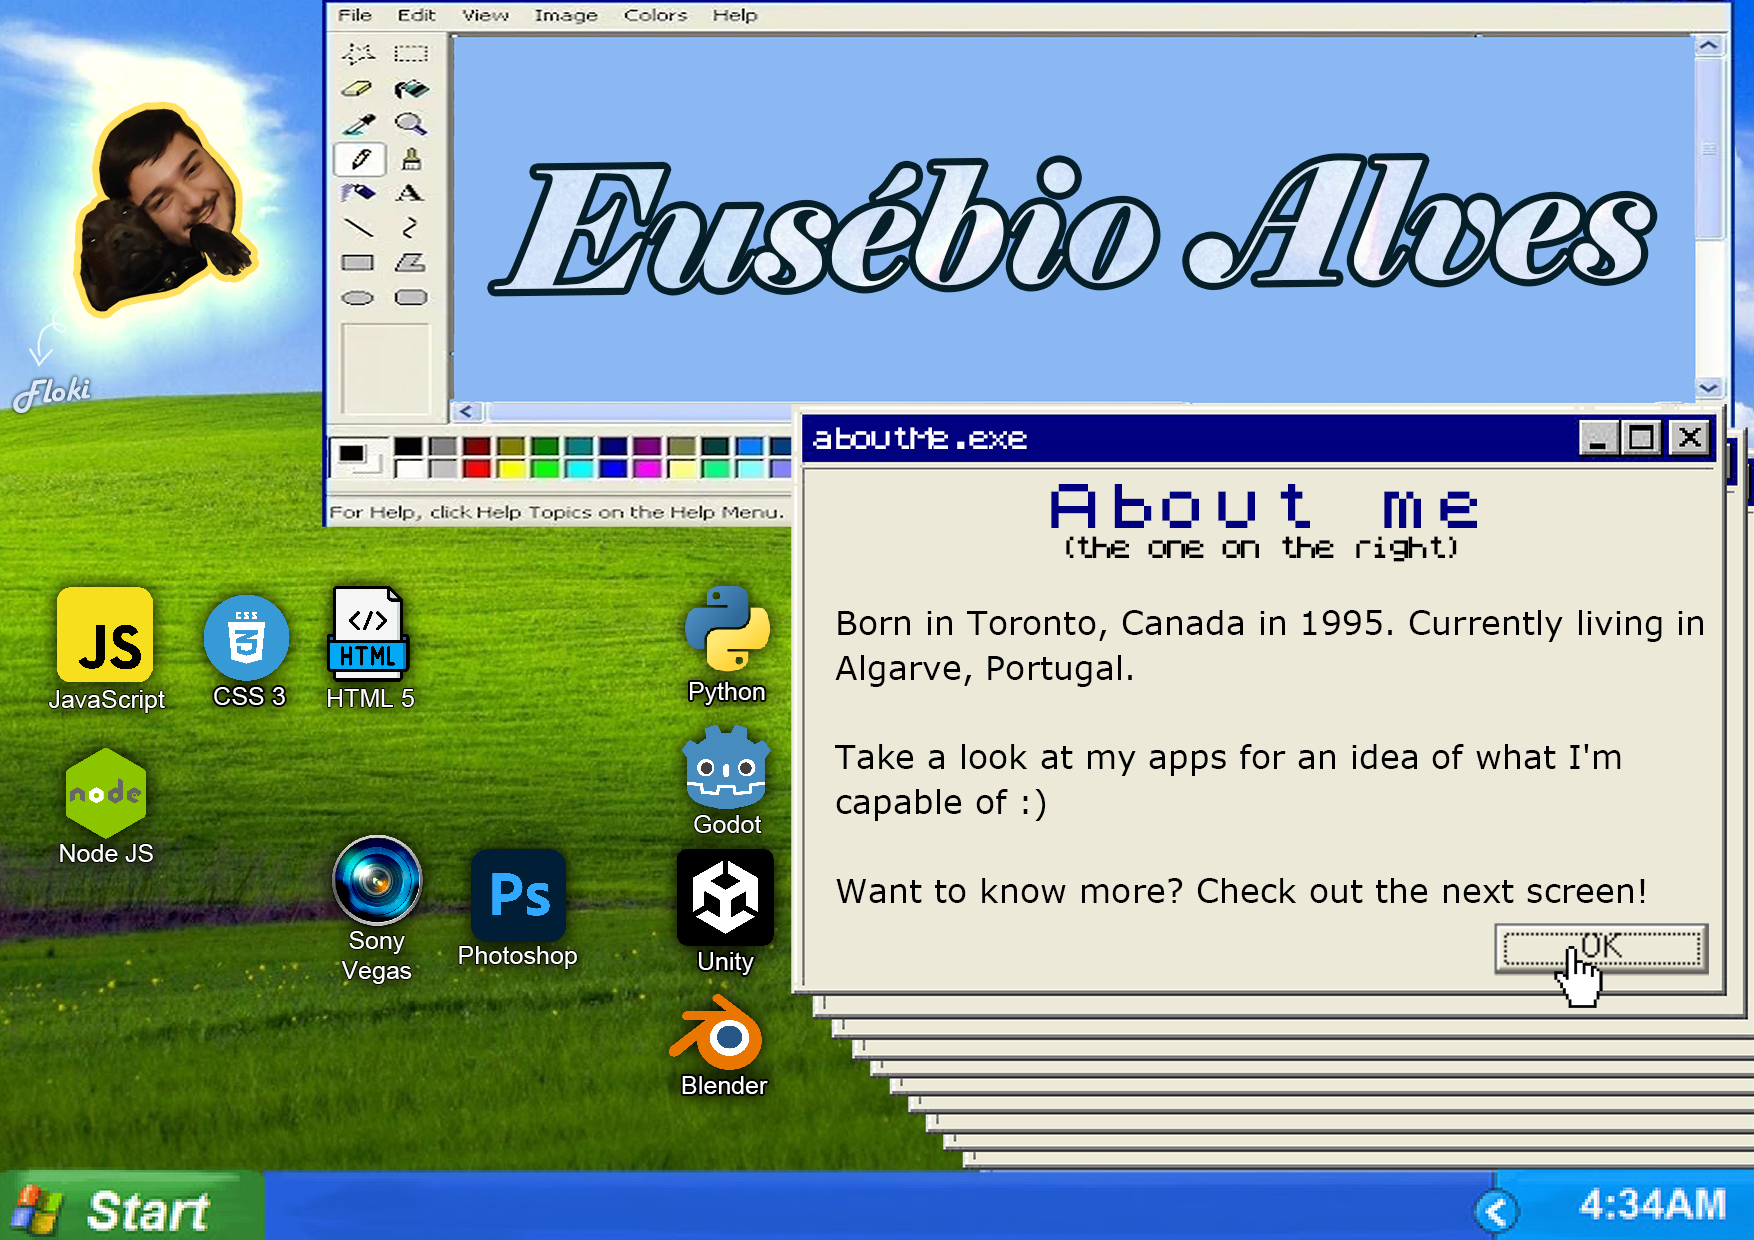 File Edit View Image Colors Help
A
Eusébio Alves
Floki
For Help, click Help Topics on the Help Menu.
aboutMe.exe
About me
(the one on the right)
Born in Toronto, Canada in 1995. Currently living in
Algarve, Portugal.
Take a look at my apps for an idea of what I'm
capable of :)
Want to know more? Check out the next screen!
OK
JS
JavaScript
CSS
3
CSS 3
</>
HTML
HTML 5
Python
node
Node JS
Godot
Sony
Vegas
Ps
Photoshop
Unity
Blender
Start
4:34AM